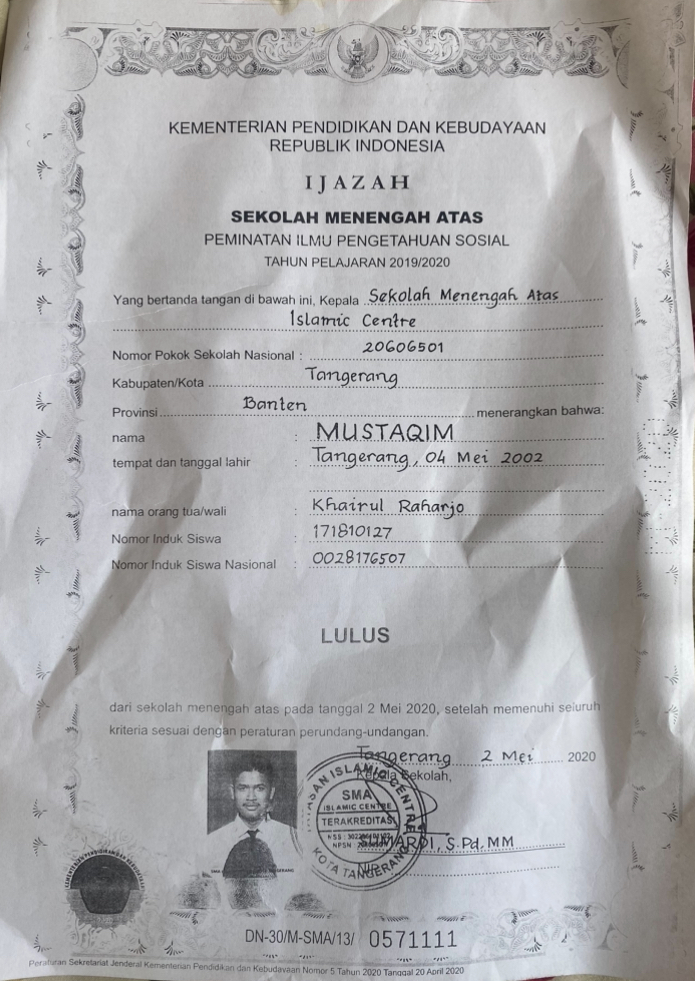 KEMENTERIAN PENDIDIKAN DAN KEBUDAYAAN
REPUBLIK INDONESIA
IJAZAH
SEKOLAH MENENGAH ATAS
PEMINATAN ILMU PENGETAHUAN SOSIAL
TAHUN PELAJARAN 2019/2020
Yang bertanda tangan di bawah ini, Kepala Sekolah Menengah Atas
Islamic Centre
Nomor Pokok Sekolah Nasional : 20606501
Kabupaten/Kota Tangerang
Provinsi Banten menerangkan bahwa:
nama : MUSTAQIM
tempat dan tanggal lahir : Tangerang, 04 Mei 2002
nama orang tua/wali : Khairul Raharjo
Nomor Induk Siswa : 171810127
Nomor Induk Siswa Nasional : 0028176507
LULUS
dari sekolah menengah atas pada tanggal 2 Mei 2020, setelah memenuhi seluruh
kriteria sesuai dengan peraturan perundang-undangan.
Tangerang 2 Mei 2020
Kepala Sekolah,
ISLAMIC CENTRE
SMA
ISLAMIC CENTRE
TERAKREDITASI
NSS :
NPSN :
KOTA TANGERANG
S.Pd.MM
NIP.
DN-30/M-SMA/13/ 0571111
Peraturan Sekretariat Jenderal Kementerian Pendidikan dan Kebudayaan Nomor 5 Tahun 2020 Tanggal 20 April 2020